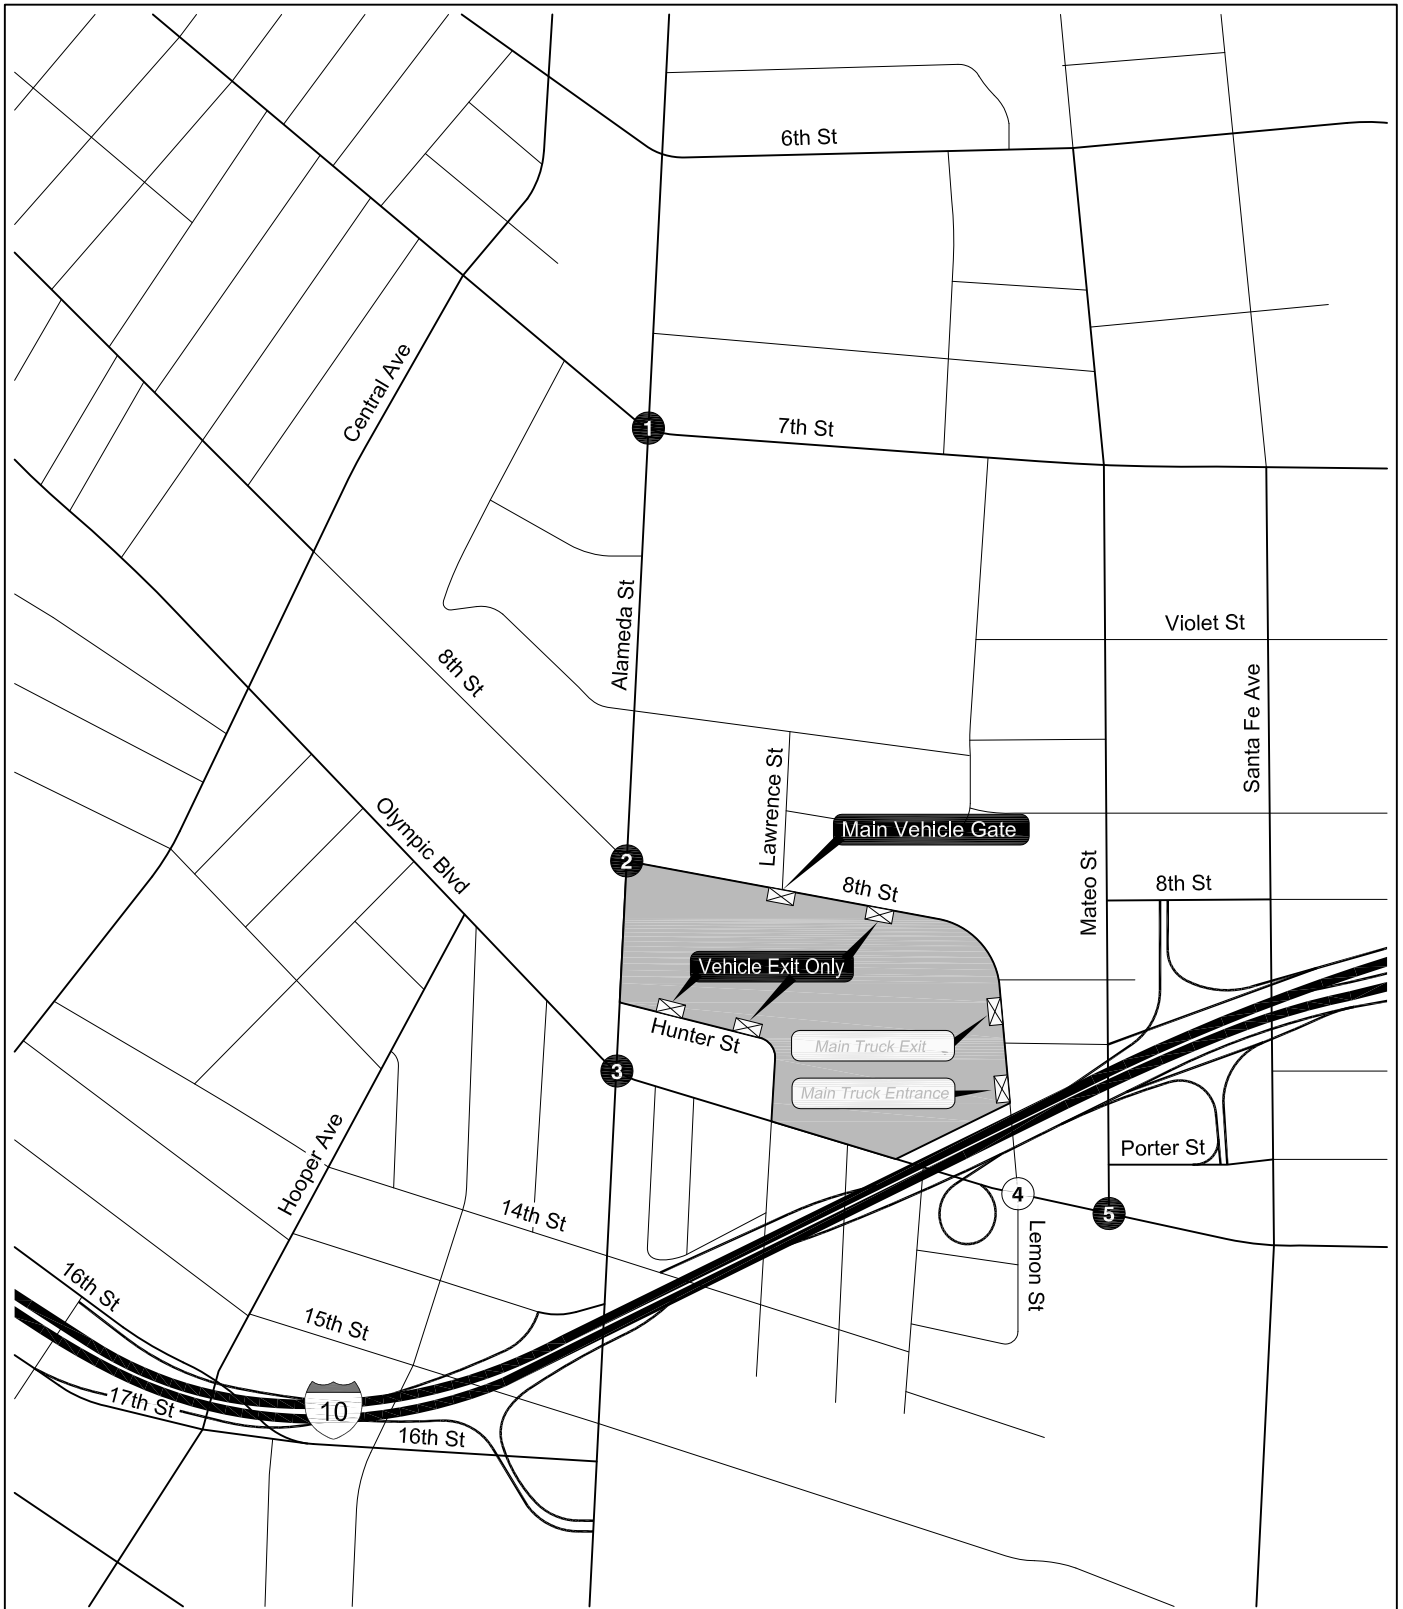 6th St
Central Ave
1
7th St
Alameda St
Violet St
8th St
Santa Fe Ave
Lawrence St
Olympic Blvd
Main Vehicle Gate
2
8th St
Mateo St
8th St
Vehicle Exit Only
Hunter St
Main Truck Exit
3
Main Truck Entrance
Hooper Ave
Porter St
4
5
14th St
Lemon St
16th St
15th St
17th St
10
16th St